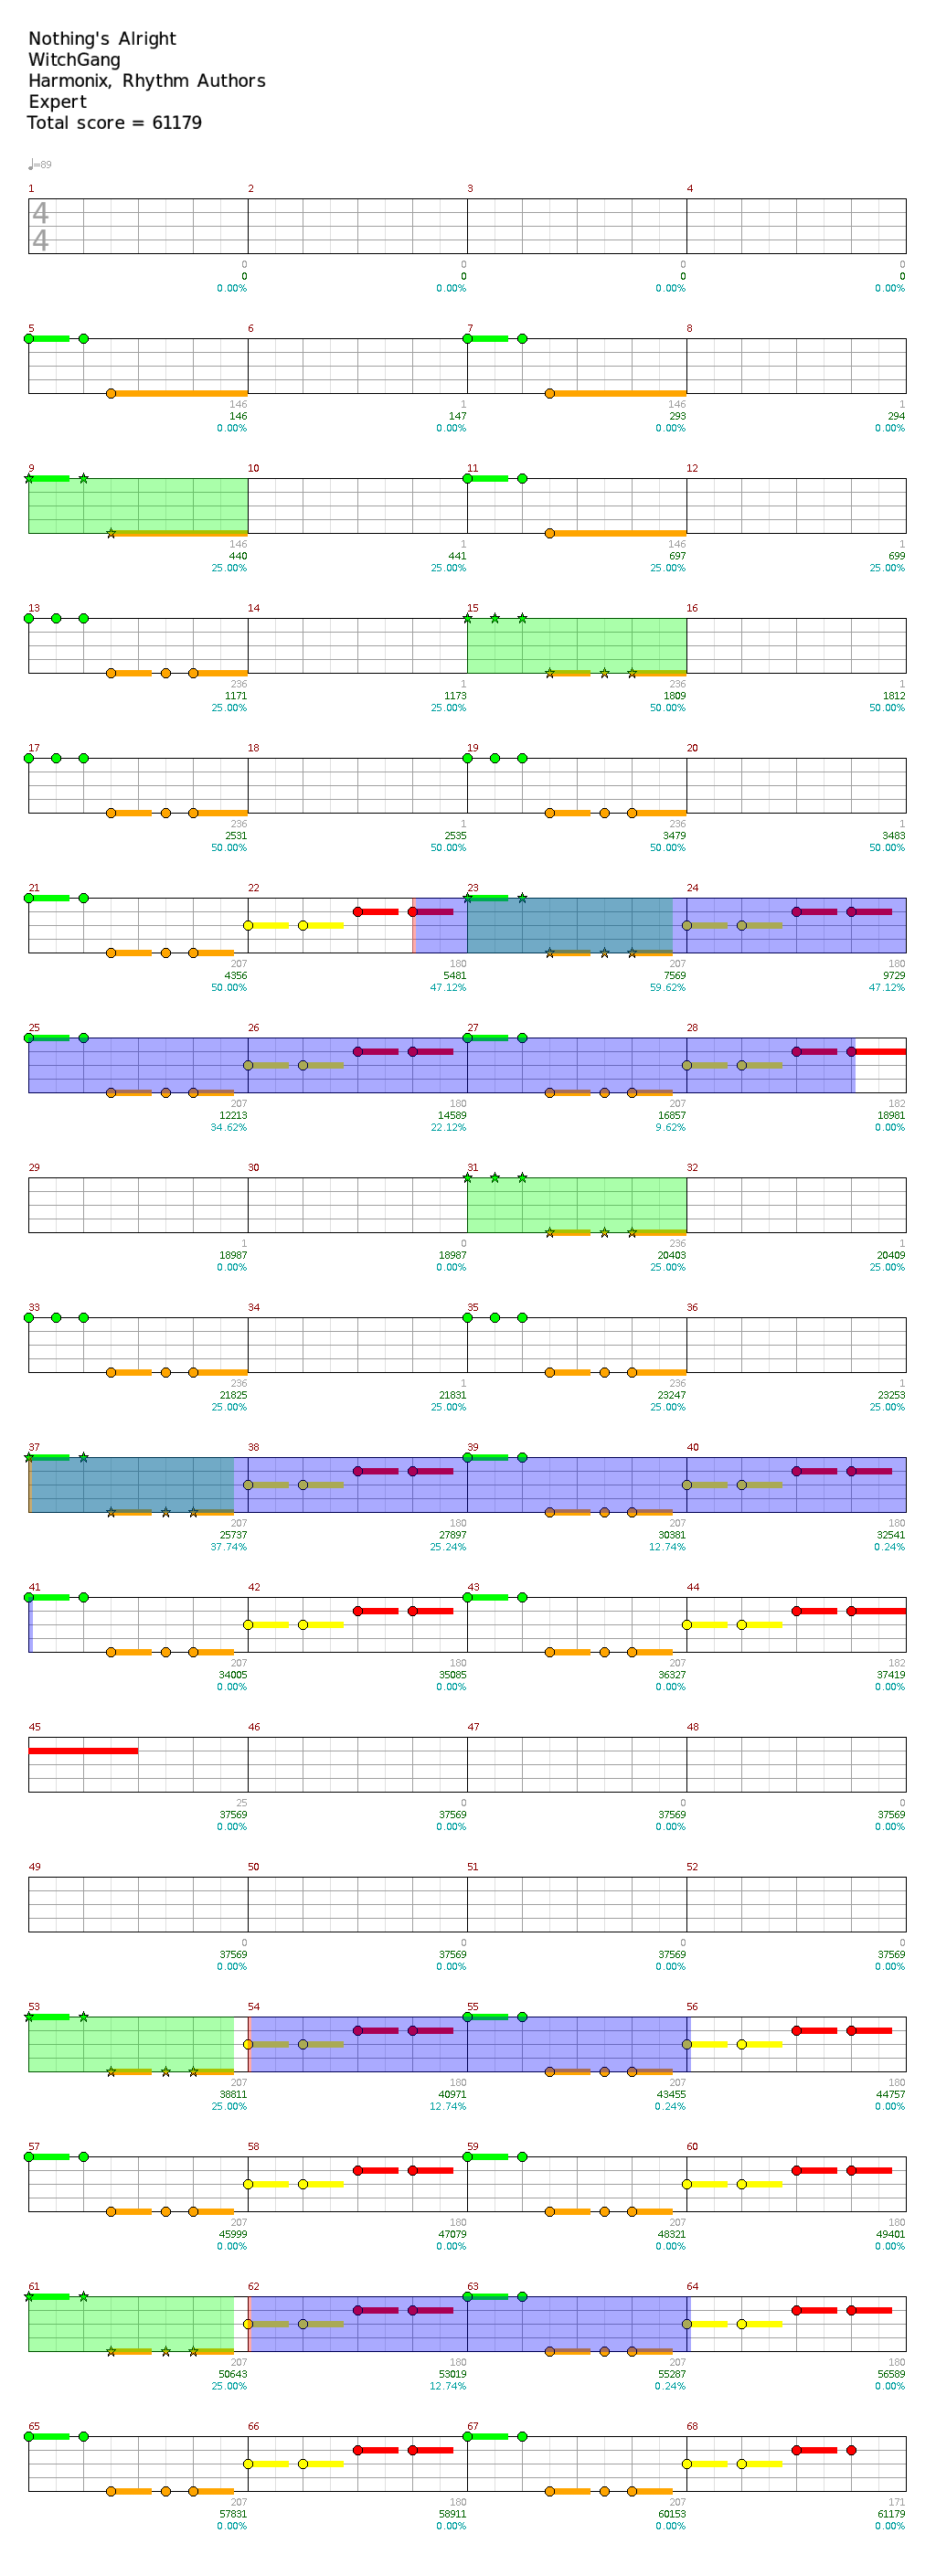 Nothing's Alright
WitchGang
Harmonix, Rhythm Authors
Expert
Total score = 61179
♩=89
1 2 3 4
4
4
0 0 0 0
0 0 0 0
0.00% 0.00% 0.00% 0.00%
5 6 7 8
146 1 146 1
146 147 293 294
0.00% 0.00% 0.00% 0.00%
9 10 11 12
146 1 146 1
440 441 697 699
25.00% 25.00% 25.00% 25.00%
13 14 15 16
236 1 236 1
1171 1173 1809 1812
25.00% 25.00% 50.00% 50.00%
17 18 19 20
236 1 236 1
2531 2535 3479 3483
50.00% 50.00% 50.00% 50.00%
21 22 23 24
207 180 207 180
4356 5481 7569 9729
50.00% 47.12% 59.62% 47.12%
25 26 27 28
207 180 207 182
12213 14589 16857 18981
34.62% 22.12% 9.62% 0.00%
29 30 31 32
1 0 236 1
18987 18987 20403 20409
0.00% 0.00% 25.00% 25.00%
33 34 35 36
236 1 236 1
21825 21831 23247 23253
25.00% 25.00% 25.00% 25.00%
37 38 39 40
207 180 207 180
25737 27897 30381 32541
37.74% 25.24% 12.74% 0.24%
41 42 43 44
207 180 207 182
34005 35085 36327 37419
0.00% 0.00% 0.00% 0.00%
45 46 47 48
25 0 0 0
37569 37569 37569 37569
0.00% 0.00% 0.00% 0.00%
49 50 51 52
0 0 0 0
37569 37569 37569 37569
0.00% 0.00% 0.00% 0.00%
53 54 55 56
207 180 207 180
38811 40971 43455 44757
25.00% 12.74% 0.24% 0.00%
57 58 59 60
207 180 207 180
45999 47079 48321 49401
0.00% 0.00% 0.00% 0.00%
61 62 63 64
207 180 207 180
50643 53019 55287 56589
25.00% 12.74% 0.24% 0.00%
65 66 67 68
207 180 207 171
57831 58911 60153 61179
0.00% 0.00% 0.00% 0.00%